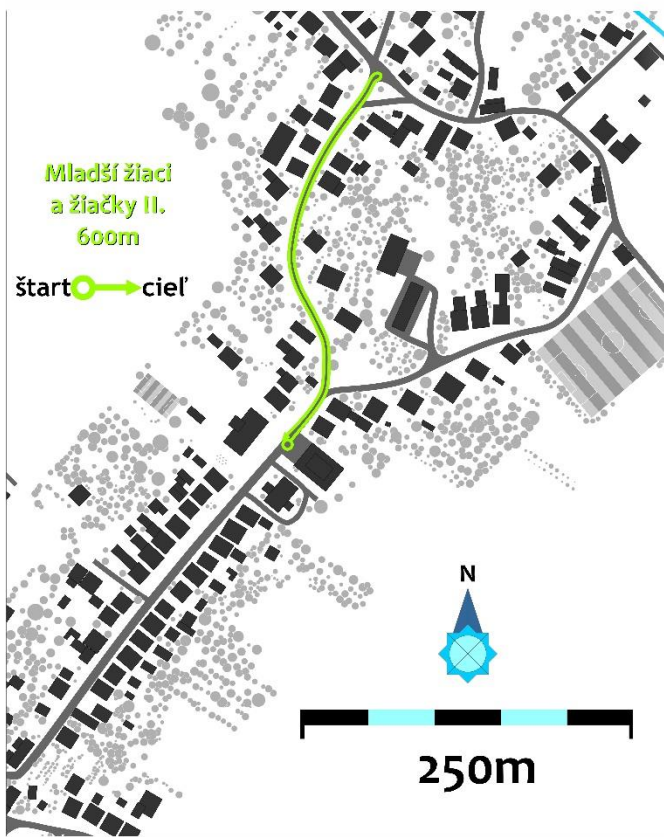 Mladší žiaci
a žiačky II.
600m
štart cieľ
N
250m